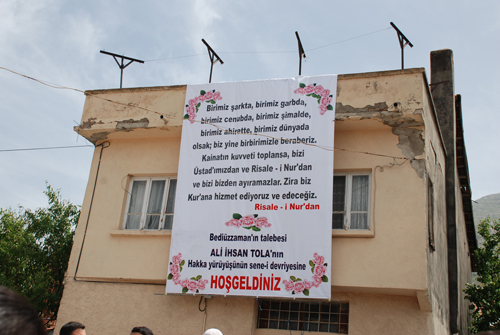 Birimiz şarkta, birimiz garbda,
birimiz cenubda, birimiz şimalde,
birimiz ahirette, birimiz dünyada
olsak; biz yine birbirimizle beraberiz.
Kainatın kuvveti toplansa, bizi
Üstad'ımızdan ve Risale - i Nur'dan
ve bizi bizden ayıramazlar. Zira biz
Kur'ana hizmet ediyoruz ve edeceğiz.
Risale - i Nur'dan
Bediüzzaman'ın talebesi
ALİ İHSAN TOLA'nın
Hakka yürüyüşünün sene-i devriyesine
HOŞGELDİNİZ